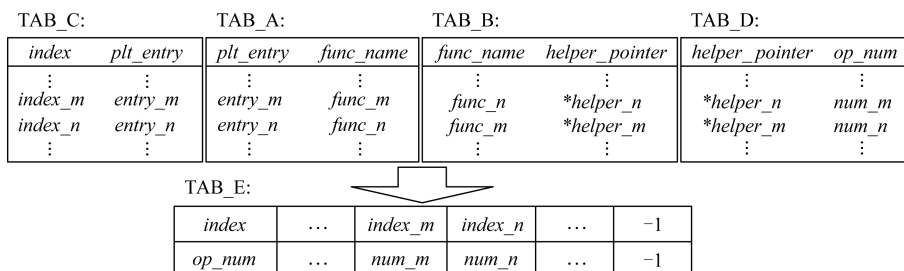 TAB_C: TAB_A: TAB_B: TAB_D:
index plt_entry plt_entry func_name func_name helper_pointer helper_pointer op_num
⋮ ⋮ ⋮ ⋮ ⋮ ⋮ ⋮ ⋮
index_m entry_m entry_m func_m func_n *helper_n *helper_n num_m
index_n entry_n entry_n func_n func_m *helper_m *helper_m num_n
⋮ ⋮ ⋮ ⋮ ⋮ ⋮ ⋮ ⋮
TAB_E:
index … index_m index_n … −1
op_num … num_m num_n … −1